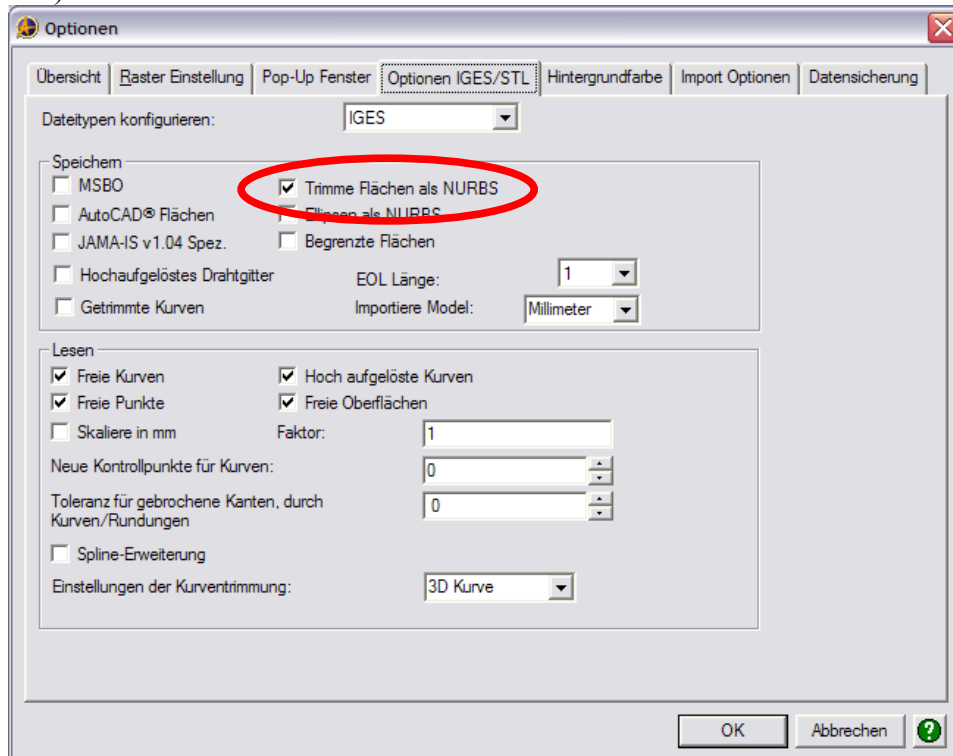 Optionen
Übersicht Raster Einstellung Pop-Up Fenster Optionen IGES/STL Hintergrundfarbe Import Optionen Datensicherung
Dateitypen konfigurieren: IGES
Speichern
MSBO Trimme Flächen als NURBS
AutoCAD® Flächen Ellipsen als NURBS
JAMA-IS v1.04 Spez. Begrenzte Flächen
Hochaufgelöstes Drahtgitter EOL Länge: 1
Getrimmte Kurven Importiere Model: Millimeter
Lesen
Freie Kurven Hoch aufgelöste Kurven
Freie Punkte Freie Oberflächen
Skaliere in mm Faktor: 1
Neue Kontrollpunkte für Kurven: 0
Toleranz für gebrochene Kanten, durch 0
Kurven/Rundungen
Spline-Erweiterung
Einstellungen der Kurventrimmung: 3D Kurve
OK Abbrechen ?